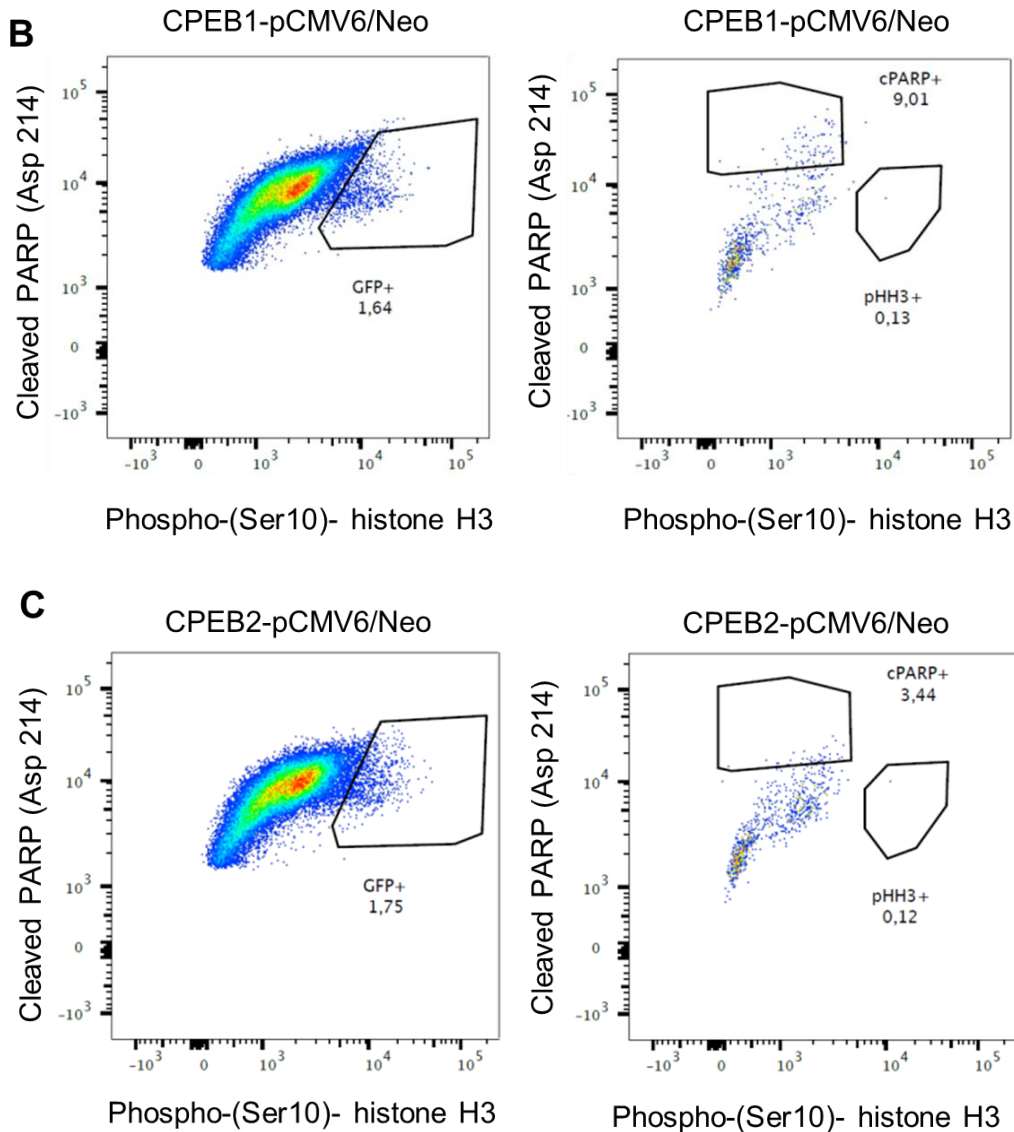 B
CPEB1-pCMV6/Neo
CPEB1-pCMV6/Neo
Cleaved PARP (Asp 214)
10^5
10^4
10^3
0
-10^3
GFP+
1,64
-10^3 0 10^3 10^4 10^5
Phospho-(Ser10)- histone H3
Cleaved PARP (Asp 214)
10^5
10^4
10^3
0
-10^3
cPARP+
9,01
pHH3+
0,13
-10^3 0 10^3 10^4 10^5
Phospho-(Ser10)- histone H3
C
CPEB2-pCMV6/Neo
CPEB2-pCMV6/Neo
Cleaved PARP (Asp 214)
10^5
10^4
10^3
0
-10^3
GFP+
1,75
-10^3 0 10^3 10^4 10^5
Phospho-(Ser10)- histone H3
Cleaved PARP (Asp 214)
10^5
10^4
10^3
0
-10^3
cPARP+
3,44
pHH3+
0,12
-10^3 0 10^3 10^4 10^5
Phospho-(Ser10)- histone H3